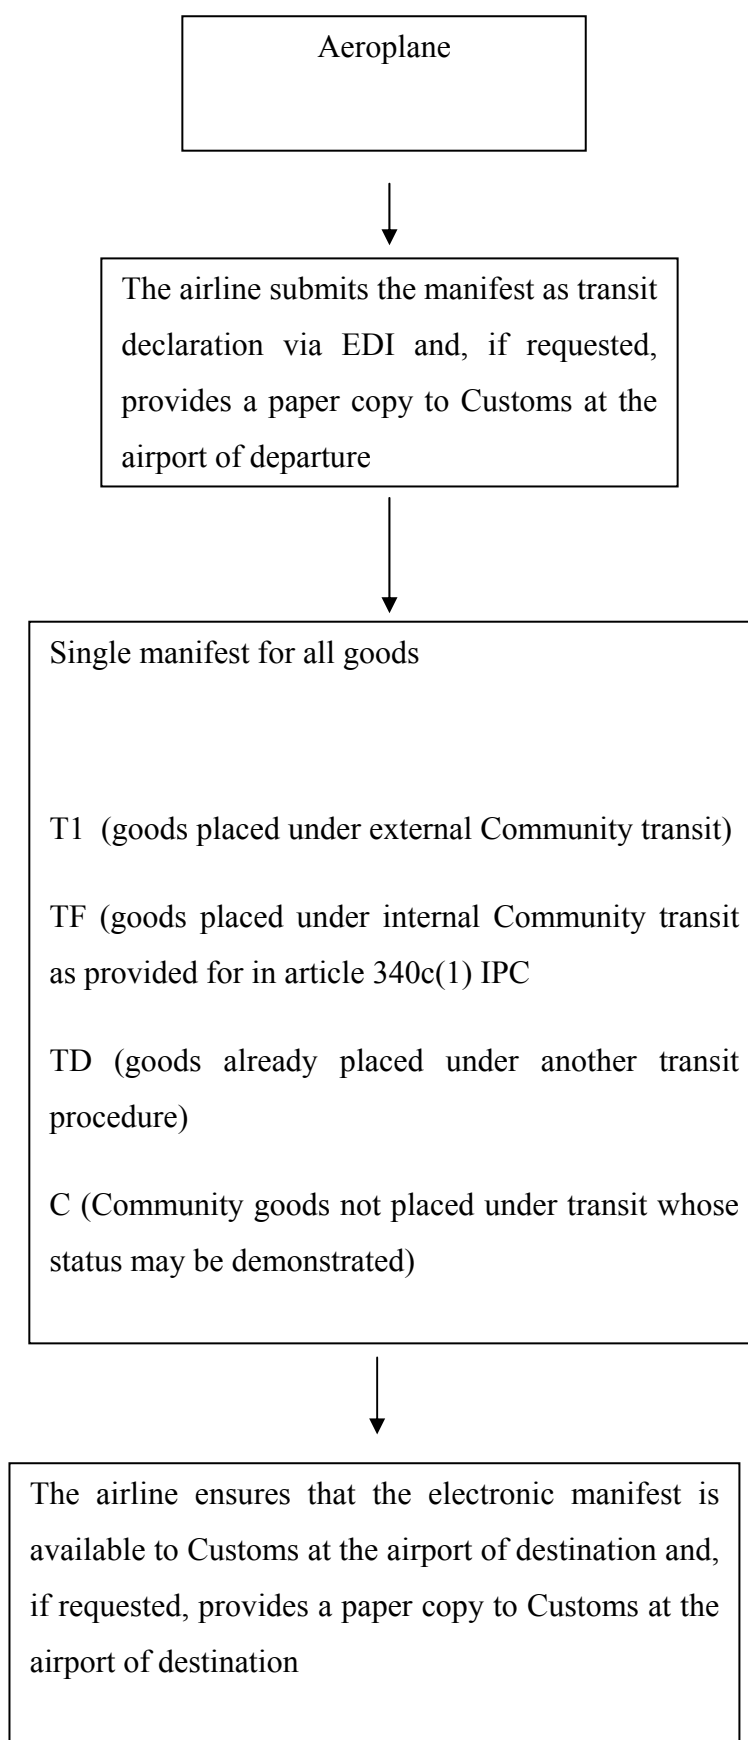 Aeroplane
The airline submits the manifest as transit
declaration via EDI and, if requested,
provides a paper copy to Customs at the
airport of departure
Single manifest for all goods
T1 (goods placed under external Community transit)
TF (goods placed under internal Community transit
as provided for in article 340c(1) IPC
TD (goods already placed under another transit
procedure)
C (Community goods not placed under transit whose
status may be demonstrated)
The airline ensures that the electronic manifest is
available to Customs at the airport of destination and,
if requested, provides a paper copy to Customs at the
airport of destination